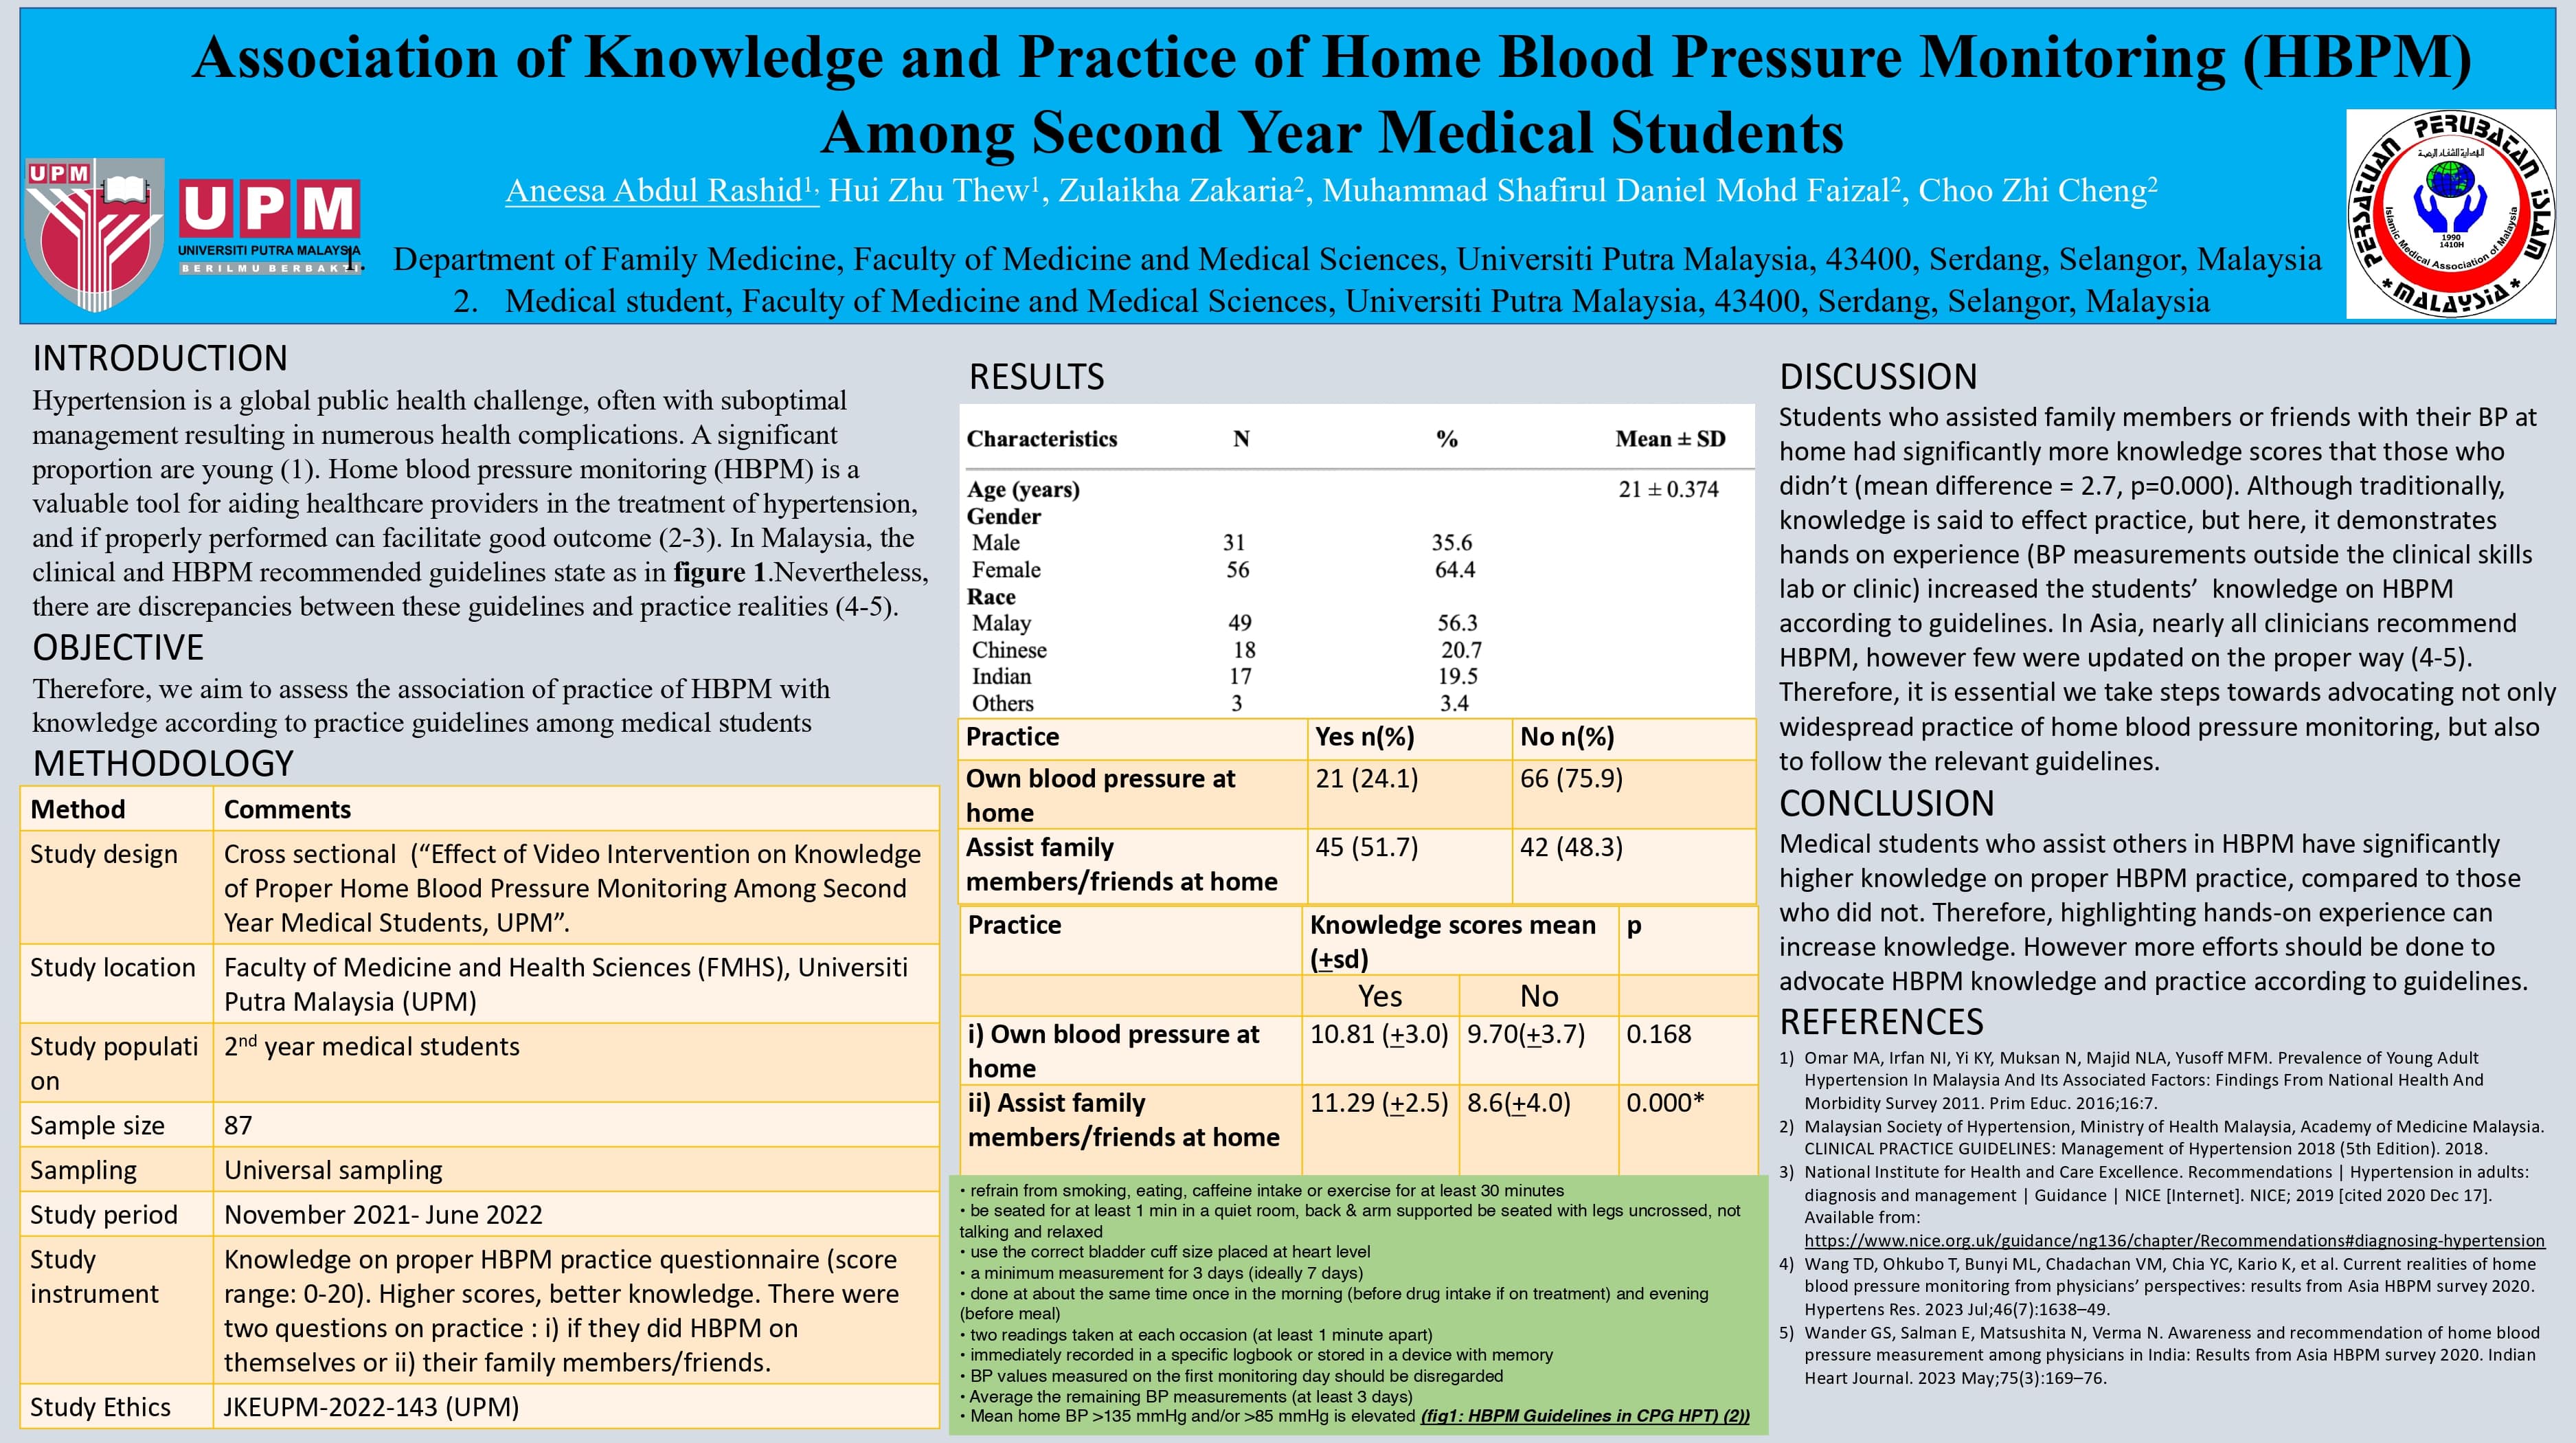 Association of Knowledge and Practice of Home Blood Pressure Monitoring (HBPM)
Among Second Year Medical Students
Aneesa Abdul Rashid1, Hui Zhu Thew1, Zulaikha Zakaria2, Muhammad Shafirul Daniel Mohd Faizal2, Choo Zhi Cheng2
1. Department of Family Medicine, Faculty of Medicine and Medical Sciences, Universiti Putra Malaysia, 43400, Serdang, Selangor, Malaysia
2. Medical student, Faculty of Medicine and Medical Sciences, Universiti Putra Malaysia, 43400, Serdang, Selangor, Malaysia
UPM
UPM
UNIVERSITI PUTRA MALAYSIA
BERILMU BERBAKTI
PERSATUAN PERUBATAN ISLAM
* MALAYSIA *
1990
1410H
Islamic Medical Association of Malaysia
INTRODUCTION
Hypertension is a global public health challenge, often with suboptimal
management resulting in numerous health complications. A significant
proportion are young (1). Home blood pressure monitoring (HBPM) is a
valuable tool for aiding healthcare providers in the treatment of hypertension,
and if properly performed can facilitate good outcome (2-3). In Malaysia, the
clinical and HBPM recommended guidelines state as in figure 1.Nevertheless,
there are discrepancies between these guidelines and practice realities (4-5).
OBJECTIVE
Therefore, we aim to assess the association of practice of HBPM with
knowledge according to practice guidelines among medical students
METHODOLOGY
Method Comments
Study design Cross sectional (“Effect of Video Intervention on Knowledge
of Proper Home Blood Pressure Monitoring Among Second
Year Medical Students, UPM”.
Study location Faculty of Medicine and Health Sciences (FMHS), Universiti
Putra Malaysia (UPM)
Study populati 2nd year medical students
on
Sample size 87
Sampling Universal sampling
Study period November 2021- June 2022
Study Knowledge on proper HBPM practice questionnaire (score
instrument range: 0-20). Higher scores, better knowledge. There were
two questions on practice : i) if they did HBPM on
themselves or ii) their family members/friends.
Study Ethics JKEUPM-2022-143 (UPM)
RESULTS
Characteristics N % Mean ± SD
Age (years) 21 ± 0.374
Gender
Male 31 35.6
Female 56 64.4
Race
Malay 49 56.3
Chinese 18 20.7
Indian 17 19.5
Others 3 3.4
Practice Yes n(%) No n(%)
Own blood pressure at 21 (24.1) 66 (75.9)
home
Assist family 45 (51.7) 42 (48.3)
members/friends at home
Practice Knowledge scores mean p
(±sd)
Yes No
i) Own blood pressure at 10.81 (±3.0) 9.70(±3.7) 0.168
home
ii) Assist family 11.29 (±2.5) 8.6(±4.0) 0.000*
members/friends at home
• refrain from smoking, eating, caffeine intake or exercise for at least 30 minutes
• be seated for at least 1 min in a quiet room, back & arm supported be seated with legs uncrossed, not
talking and relaxed
• use the correct bladder cuff size placed at heart level
• a minimum measurement for 3 days (ideally 7 days)
• done at about the same time once in the morning (before drug intake if on treatment) and evening
(before meal)
• two readings taken at each occasion (at least 1 minute apart)
• immediately recorded in a specific logbook or stored in a device with memory
• BP values measured on the first monitoring day should be disregarded
• Average the remaining BP measurements (at least 3 days)
• Mean home BP >135 mmHg and/or >85 mmHg is elevated (fig1: HBPM Guidelines in CPG HPT) (2))
DISCUSSION
Students who assisted family members or friends with their BP at
home had significantly more knowledge scores that those who
didn’t (mean difference = 2.7, p=0.000). Although traditionally,
knowledge is said to effect practice, but here, it demonstrates
hands on experience (BP measurements outside the clinical skills
lab or clinic) increased the students’ knowledge on HBPM
according to guidelines. In Asia, nearly all clinicians recommend
HBPM, however few were updated on the proper way (4-5).
Therefore, it is essential we take steps towards advocating not only
widespread practice of home blood pressure monitoring, but also
to follow the relevant guidelines.
CONCLUSION
Medical students who assist others in HBPM have significantly
higher knowledge on proper HBPM practice, compared to those
who did not. Therefore, highlighting hands-on experience can
increase knowledge. However more efforts should be done to
advocate HBPM knowledge and practice according to guidelines.
REFERENCES
1) Omar MA, Irfan NI, Yi KY, Muksan N, Majid NLA, Yusoff MFM. Prevalence of Young Adult
Hypertension In Malaysia And Its Associated Factors: Findings From National Health And
Morbidity Survey 2011. Prim Educ. 2016;16:7.
2) Malaysian Society of Hypertension, Ministry of Health Malaysia, Academy of Medicine Malaysia.
CLINICAL PRACTICE GUIDELINES: Management of Hypertension 2018 (5th Edition). 2018.
3) National Institute for Health and Care Excellence. Recommendations | Hypertension in adults:
diagnosis and management | Guidance | NICE [Internet]. NICE; 2019 [cited 2020 Dec 17].
Available from:
https://www.nice.org.uk/guidance/ng136/chapter/Recommendations#diagnosing-hypertension
4) Wang TD, Ohkubo T, Bunyi ML, Chadachan VM, Chia YC, Kario K, et al. Current realities of home
blood pressure monitoring from physicians’ perspectives: results from Asia HBPM survey 2020.
Hypertens Res. 2023 Jul;46(7):1638–49.
5) Wander GS, Salman E, Matsushita N, Verma N. Awareness and recommendation of home blood
pressure measurement among physicians in India: Results from Asia HBPM survey 2020. Indian
Heart Journal. 2023 May;75(3):169–76.